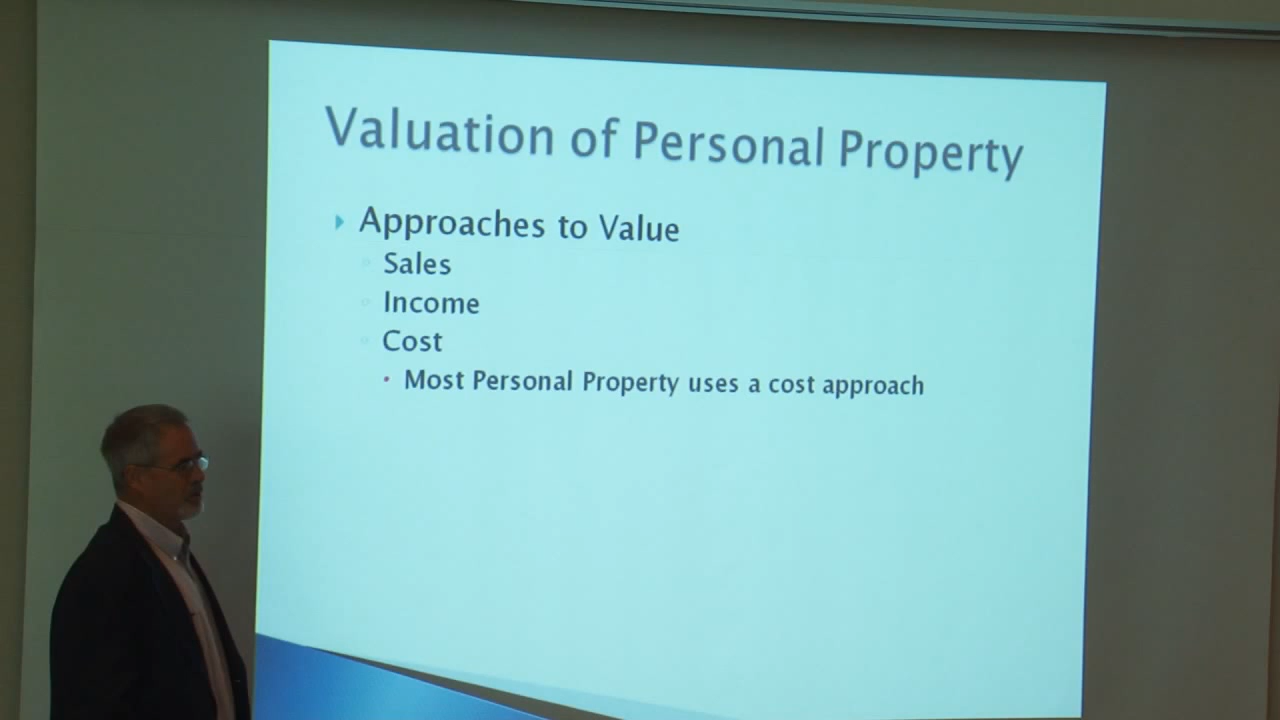 Valuation of Personal Property
Approaches to Value
Sales
Income
Cost
Most Personal Property uses a cost approach